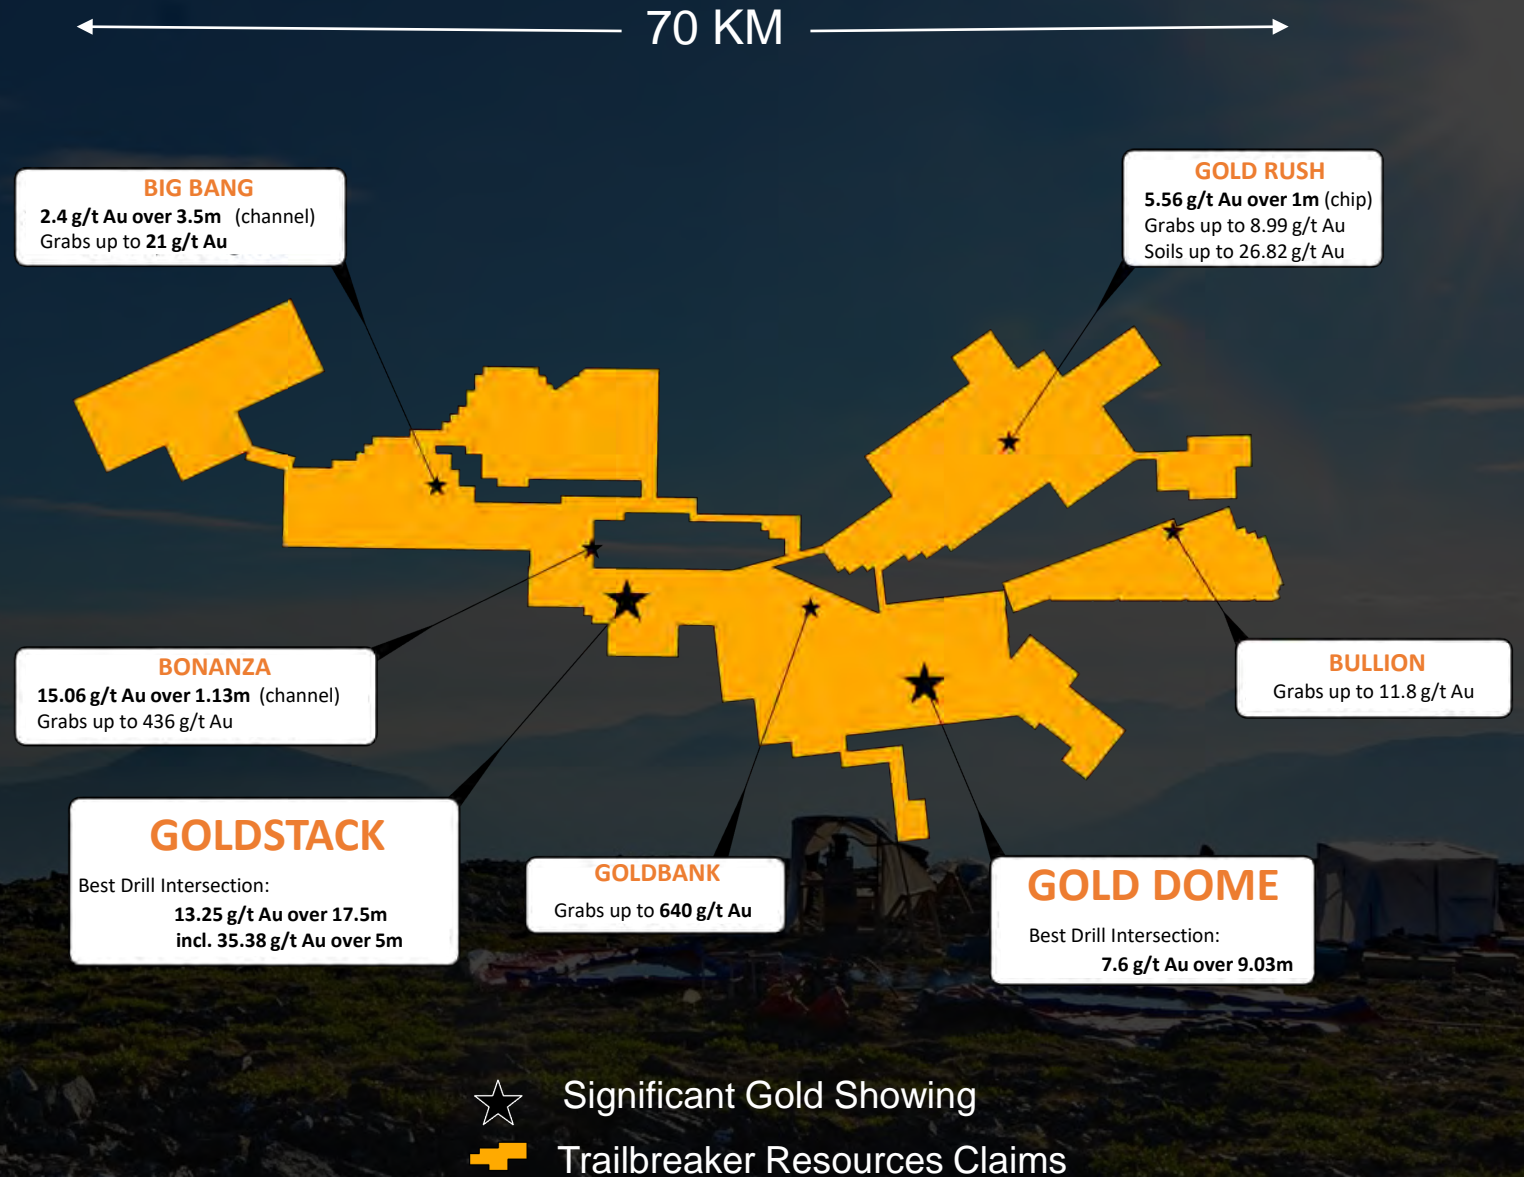 70 KM
BIG BANG
2.4 g/t Au over 3.5m (channel)
Grabs up to 21 g/t Au
GOLD RUSH
5.56 g/t Au over 1m (chip)
Grabs up to 8.99 g/t Au
Soils up to 26.82 g/t Au
BONANZA
15.06 g/t Au over 1.13m (channel)
Grabs up to 436 g/t Au
BULLION
Grabs up to 11.8 g/t Au
GOLDSTACK
Best Drill Intersection:
13.25 g/t Au over 17.5m
incl. 35.38 g/t Au over 5m
GOLDBANK
Grabs up to 640 g/t Au
GOLD DOME
Best Drill Intersection:
7.6 g/t Au over 9.03m
Significant Gold Showing
Trailbreaker Resources Claims